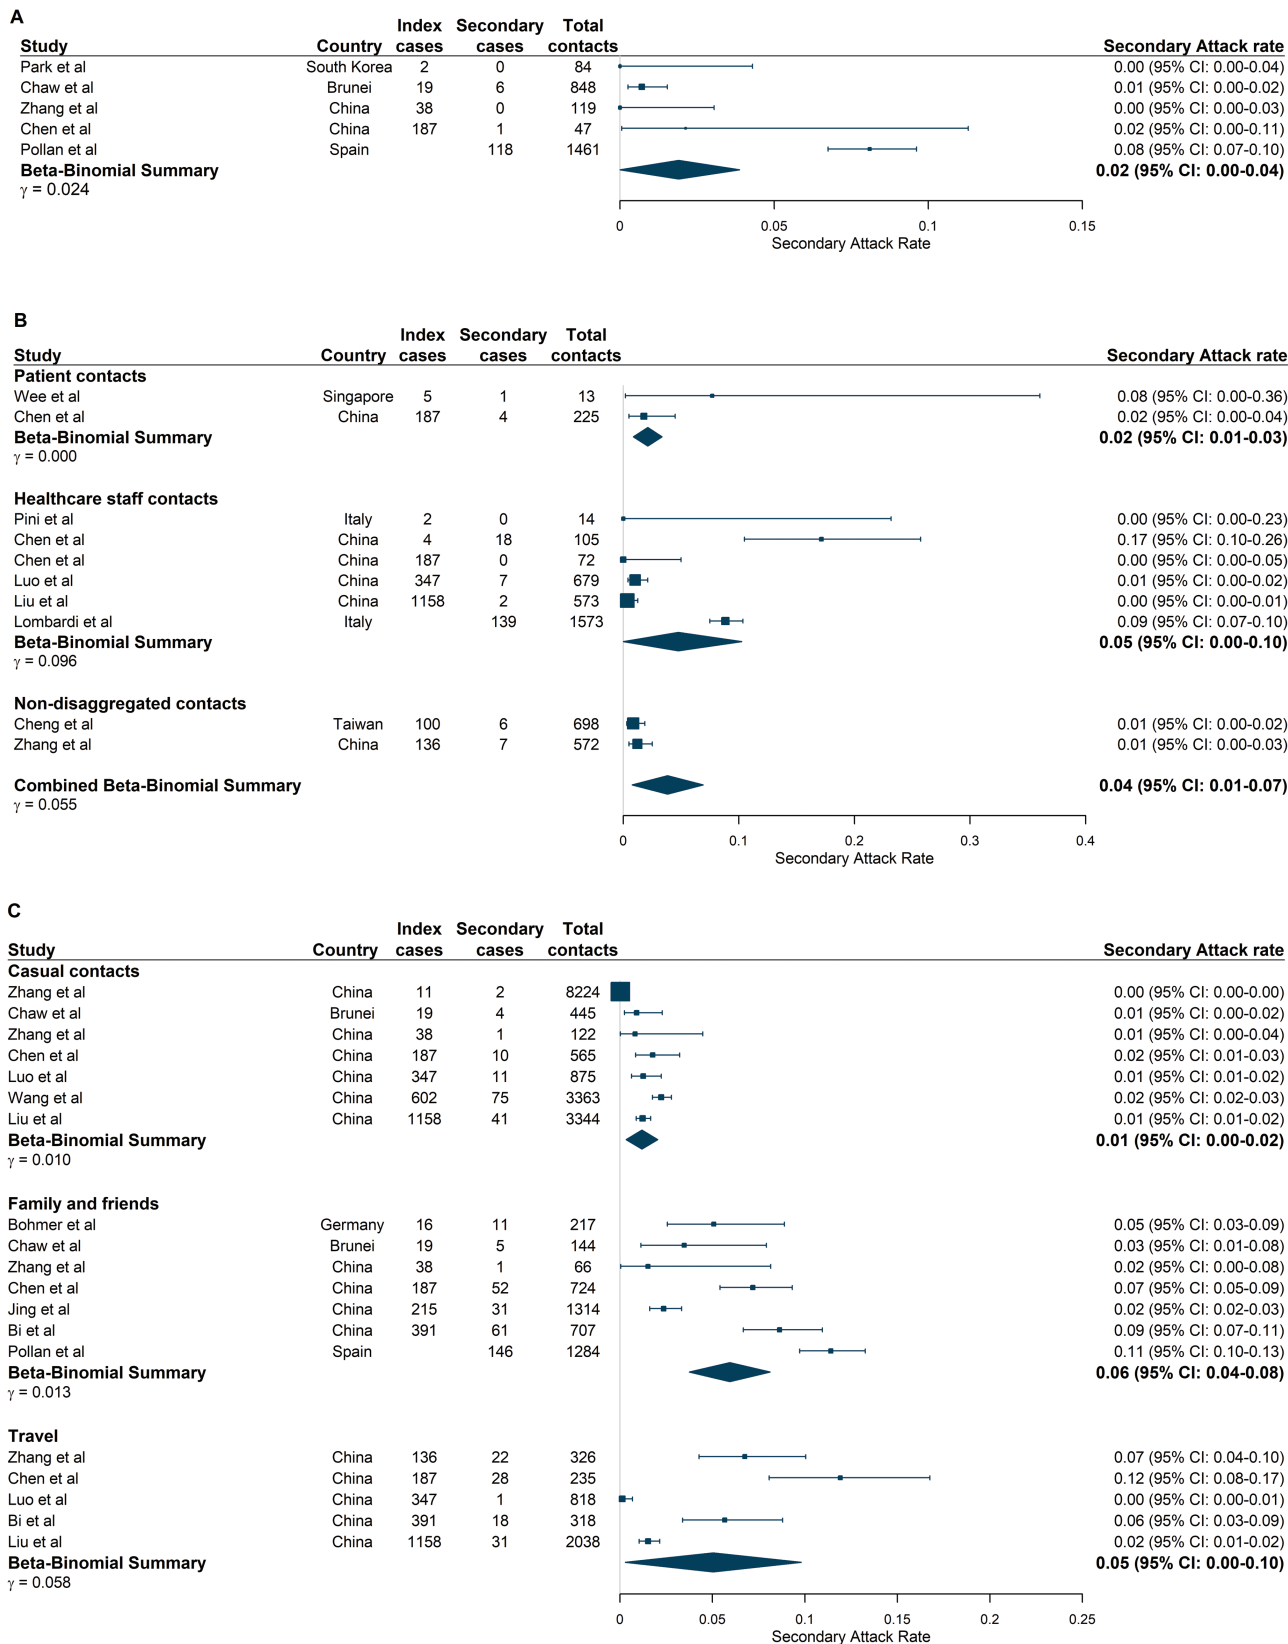 A
Index Secondary Total
Study Country cases cases contacts Secondary Attack rate
Park et al South Korea 2 0 84 0.00 (95% CI: 0.00-0.04)
Chaw et al Brunei 19 6 848 0.01 (95% CI: 0.00-0.02)
Zhang et al China 38 0 119 0.00 (95% CI: 0.00-0.03)
Chen et al China 187 1 47 0.02 (95% CI: 0.00-0.11)
Pollan et al Spain 118 1461 0.08 (95% CI: 0.07-0.10)
Beta-Binomial Summary 0.02 (95% CI: 0.00-0.04)
γ = 0.024
0 0.05 0.1 0.15
Secondary Attack Rate
B
Index Secondary Total
Study Country cases cases contacts Secondary Attack rate
Patient contacts
Wee et al Singapore 5 1 13 0.08 (95% CI: 0.00-0.36)
Chen et al China 187 4 225 0.02 (95% CI: 0.00-0.04)
Beta-Binomial Summary 0.02 (95% CI: 0.01-0.03)
γ = 0.000
Healthcare staff contacts
Pini et al Italy 2 0 14 0.00 (95% CI: 0.00-0.23)
Chen et al China 4 18 105 0.17 (95% CI: 0.10-0.26)
Chen et al China 187 0 72 0.00 (95% CI: 0.00-0.05)
Luo et al China 347 7 679 0.01 (95% CI: 0.00-0.02)
Liu et al China 1158 2 573 0.00 (95% CI: 0.00-0.01)
Lombardi et al Italy 139 1573 0.09 (95% CI: 0.07-0.10)
Beta-Binomial Summary 0.05 (95% CI: 0.00-0.10)
γ = 0.096
Non-disaggregated contacts
Cheng et al Taiwan 100 6 698 0.01 (95% CI: 0.00-0.02)
Zhang et al China 136 7 572 0.01 (95% CI: 0.00-0.03)
Combined Beta-Binomial Summary 0.04 (95% CI: 0.01-0.07)
γ = 0.055
0 0.1 0.2 0.3 0.4
Secondary Attack Rate
C
Index Secondary Total
Study Country cases cases contacts Secondary Attack rate
Casual contacts
Zhang et al China 11 2 8224 0.00 (95% CI: 0.00-0.00)
Chaw et al Brunei 19 4 445 0.01 (95% CI: 0.00-0.02)
Zhang et al China 38 1 122 0.01 (95% CI: 0.00-0.04)
Chen et al China 187 10 565 0.02 (95% CI: 0.01-0.03)
Luo et al China 347 11 875 0.01 (95% CI: 0.01-0.02)
Wang et al China 602 75 3363 0.02 (95% CI: 0.02-0.03)
Liu et al China 1158 41 3344 0.01 (95% CI: 0.01-0.02)
Beta-Binomial Summary 0.01 (95% CI: 0.00-0.02)
γ = 0.010
Family and friends
Bohmer et al Germany 16 11 217 0.05 (95% CI: 0.03-0.09)
Chaw et al Brunei 19 5 144 0.03 (95% CI: 0.01-0.08)
Zhang et al China 38 1 66 0.02 (95% CI: 0.00-0.08)
Chen et al China 187 52 724 0.07 (95% CI: 0.05-0.09)
Jing et al China 215 31 1314 0.02 (95% CI: 0.02-0.03)
Bi et al China 391 61 707 0.09 (95% CI: 0.07-0.11)
Pollan et al Spain 146 1284 0.11 (95% CI: 0.10-0.13)
Beta-Binomial Summary 0.06 (95% CI: 0.04-0.08)
γ = 0.013
Travel
Zhang et al China 136 22 326 0.07 (95% CI: 0.04-0.10)
Chen et al China 187 28 235 0.12 (95% CI: 0.08-0.17)
Luo et al China 347 1 818 0.00 (95% CI: 0.00-0.01)
Bi et al China 391 18 318 0.06 (95% CI: 0.03-0.09)
Liu et al China 1158 31 2038 0.02 (95% CI: 0.01-0.02)
Beta-Binomial Summary 0.05 (95% CI: 0.00-0.10)
γ = 0.058
0 0.05 0.1 0.15 0.2 0.25
Secondary Attack Rate